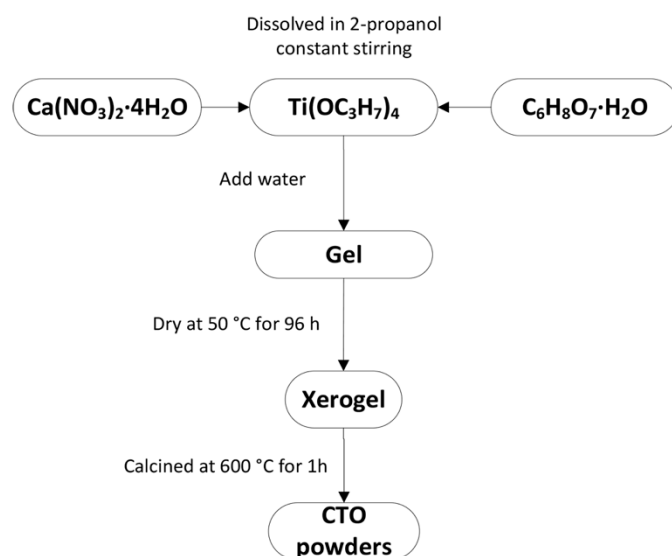 Dissolved in 2-propanol
constant stirring
Ca(NO₃)₂·4H₂O
Ti(OC₃H₇)₄
C₆H₈O₇·H₂O
Add water
Gel
Dry at 50 °C for 96 h
Xerogel
Calcined at 600 °C for 1h
CTO
powders